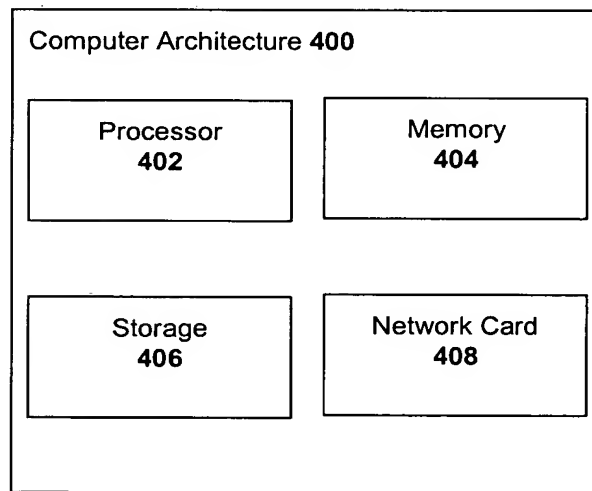 Computer Architecture 400
Processor
402
Memory
404
Storage
406
Network Card
408